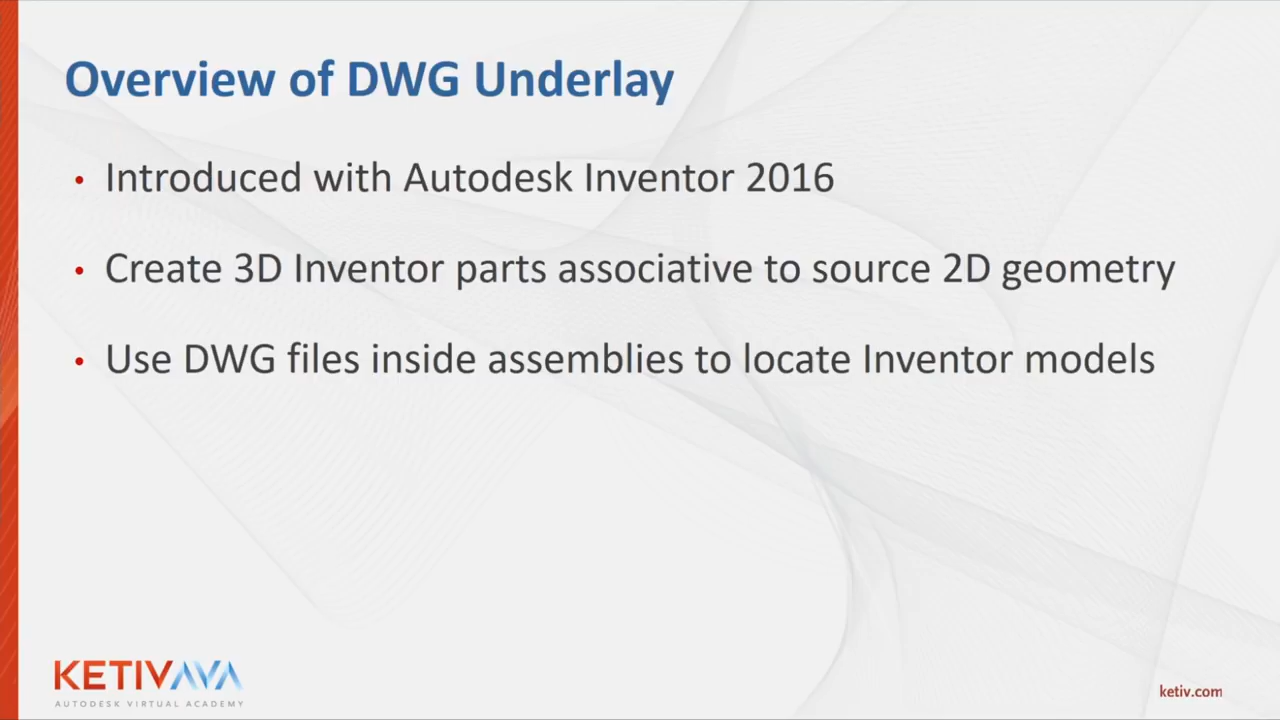 Overview of DWG Underlay
• Introduced with Autodesk Inventor 2016
• Create 3D Inventor parts associative to source 2D geometry
• Use DWG files inside assemblies to locate Inventor models
KETIVAVA
AUTODESK VIRTUAL ACADEMY
ketiv.com